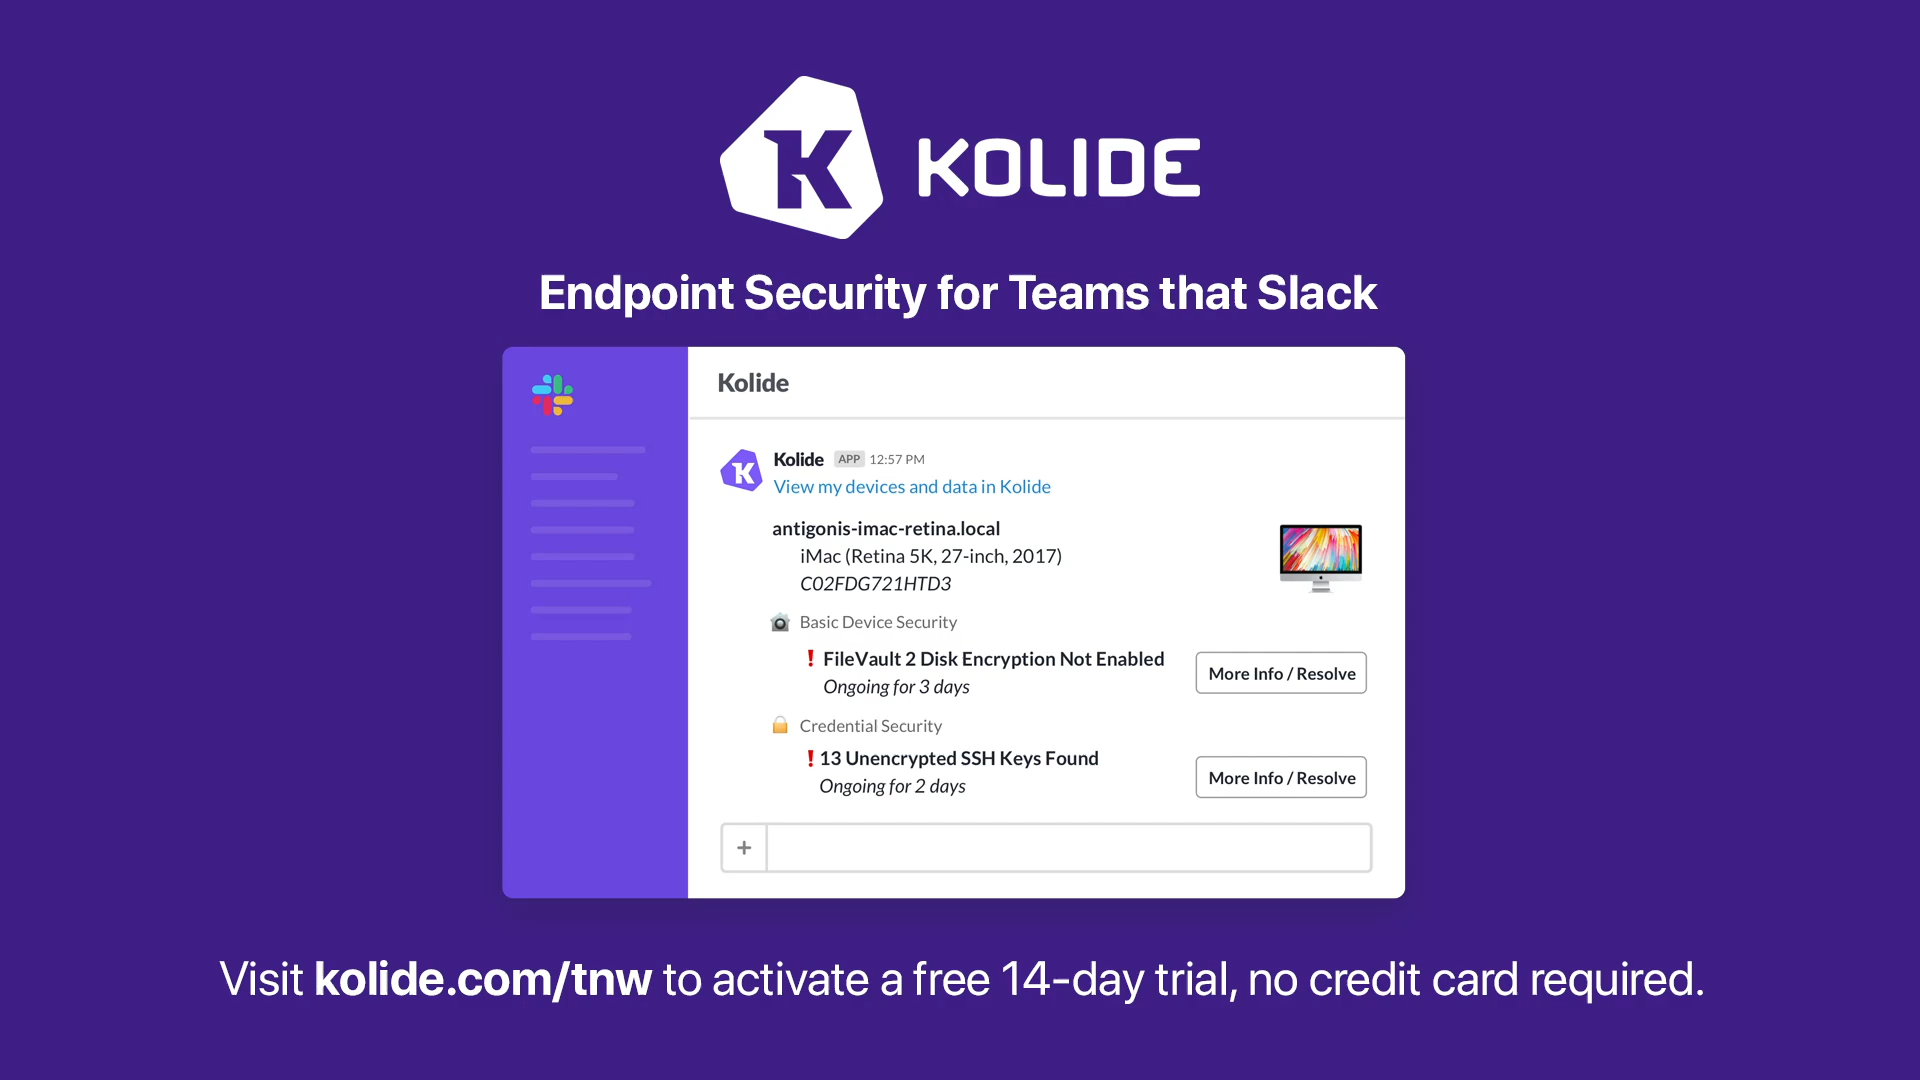 K KOLIDE
Endpoint Security for Teams that Slack
Kolide
K
Kolide APP 12:57 PM
View my devices and data in Kolide
antigonis-imac-retina.local
iMac (Retina 5K, 27-inch, 2017)
C02FDG721HTD3
Basic Device Security
❗ FileVault 2 Disk Encryption Not Enabled
Ongoing for 3 days
More Info / Resolve
Credential Security
❗ 13 Unencrypted SSH Keys Found
Ongoing for 2 days
More Info / Resolve
+
Visit kolide.com/tnw to activate a free 14-day trial, no credit card required.